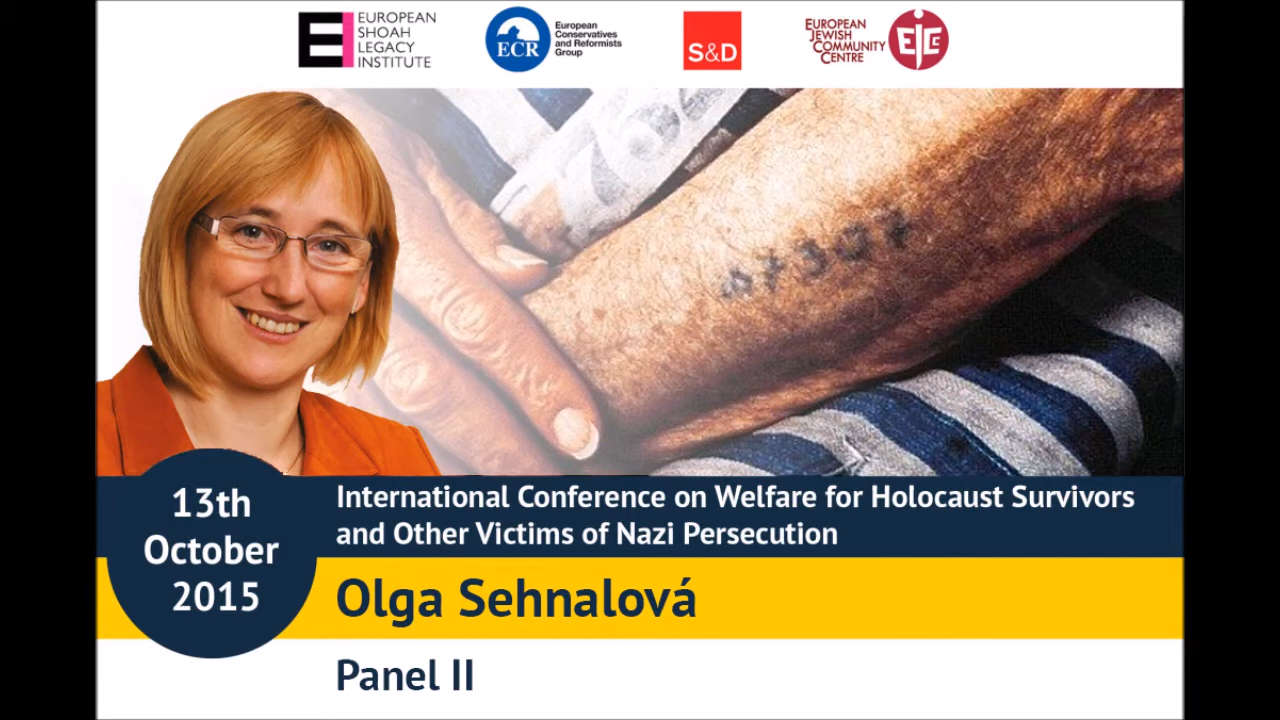 EUROPEAN
SHOAH
LEGACY
INSTITUTE
ECR
European
Conservatives
and Reformists
Group
S&D
EUROPEAN
JEWISH
COMMUNITY
CENTRE
EJCC
13th
October
2015
International Conference on Welfare for Holocaust Survivors
and Other Victims of Nazi Persecution
Olga Sehnalová
Panel II